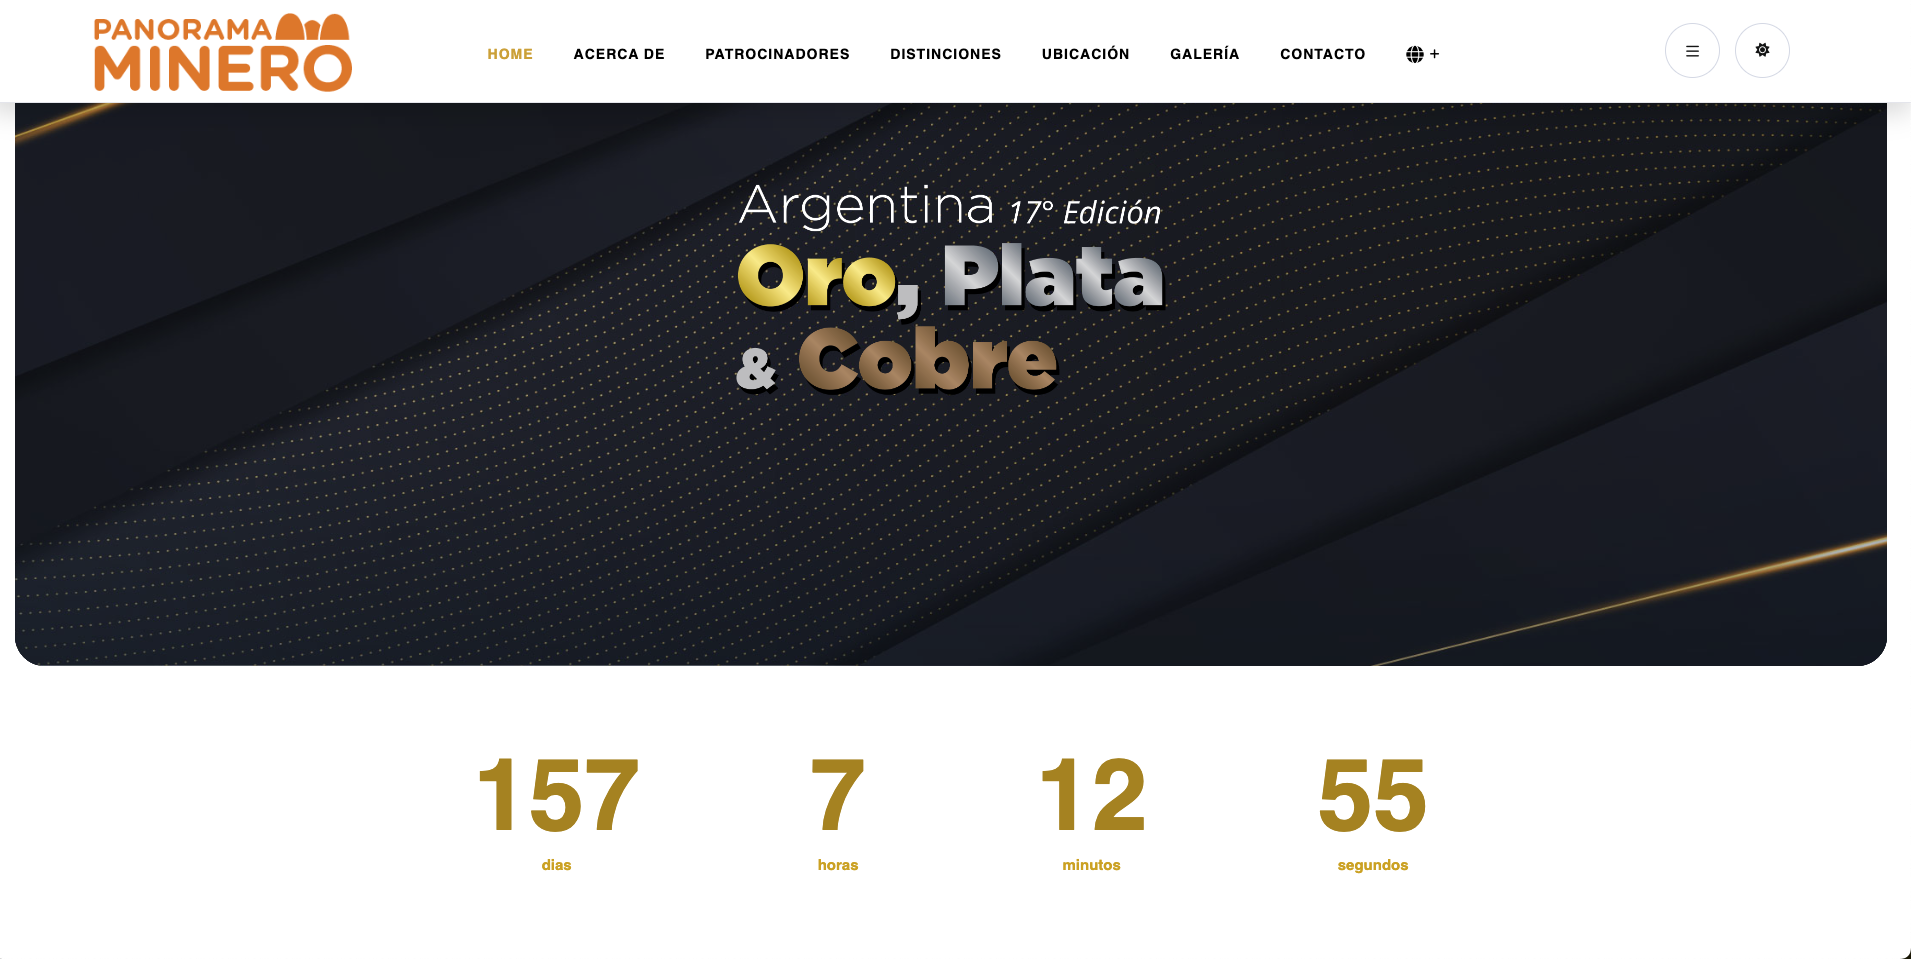 PANORAMA
MINERO
HOME ACERCA DE PATROCINADORES DISTINCIONES UBICACIÓN GALERÍA CONTACTO +
Argentina 17° Edición
Oro, Plata
& Cobre
157 7 12 55
dias horas minutos segundos